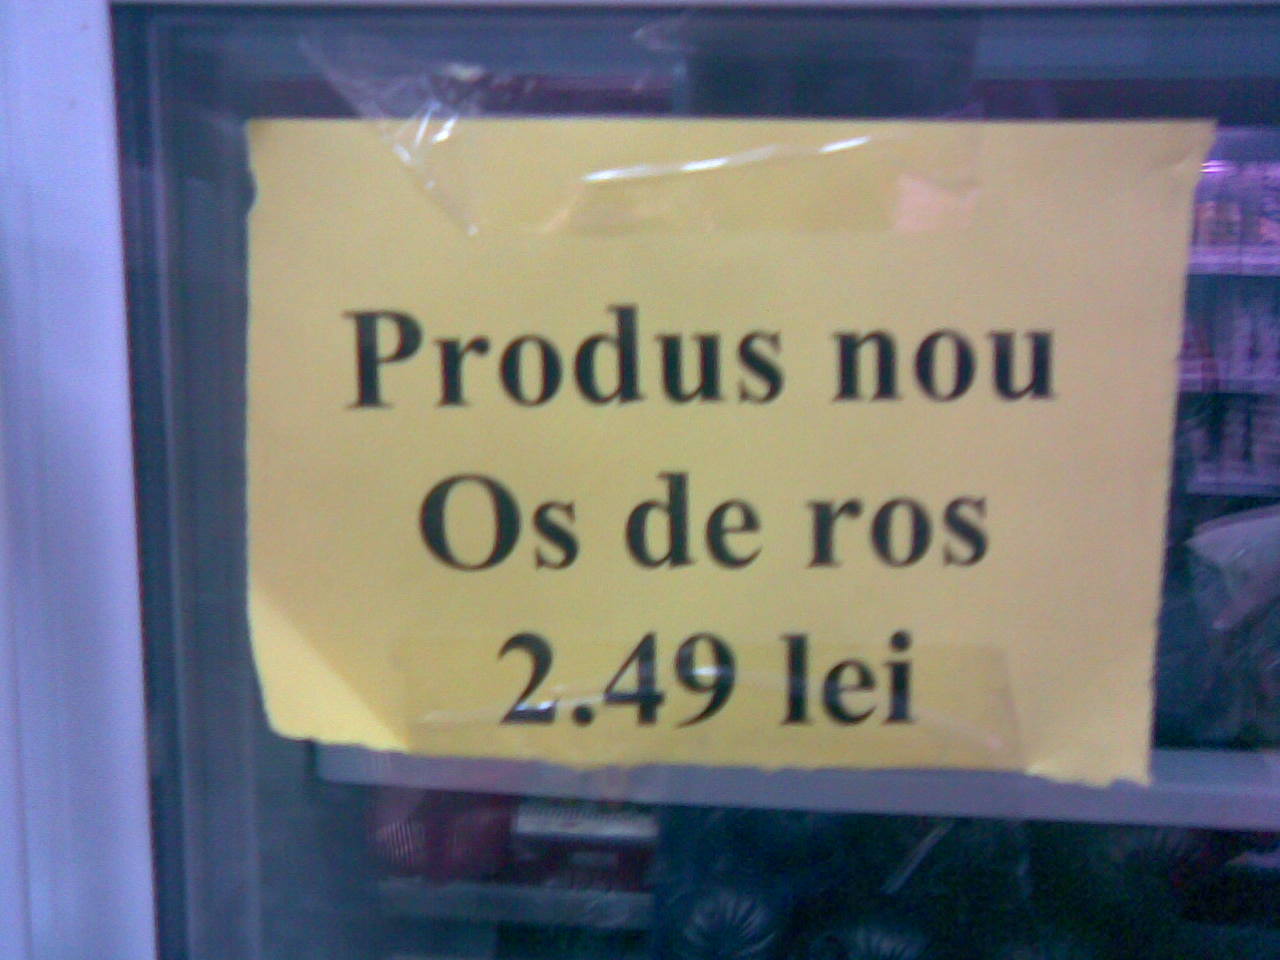 Produs nou
Os de ros
2.49 lei